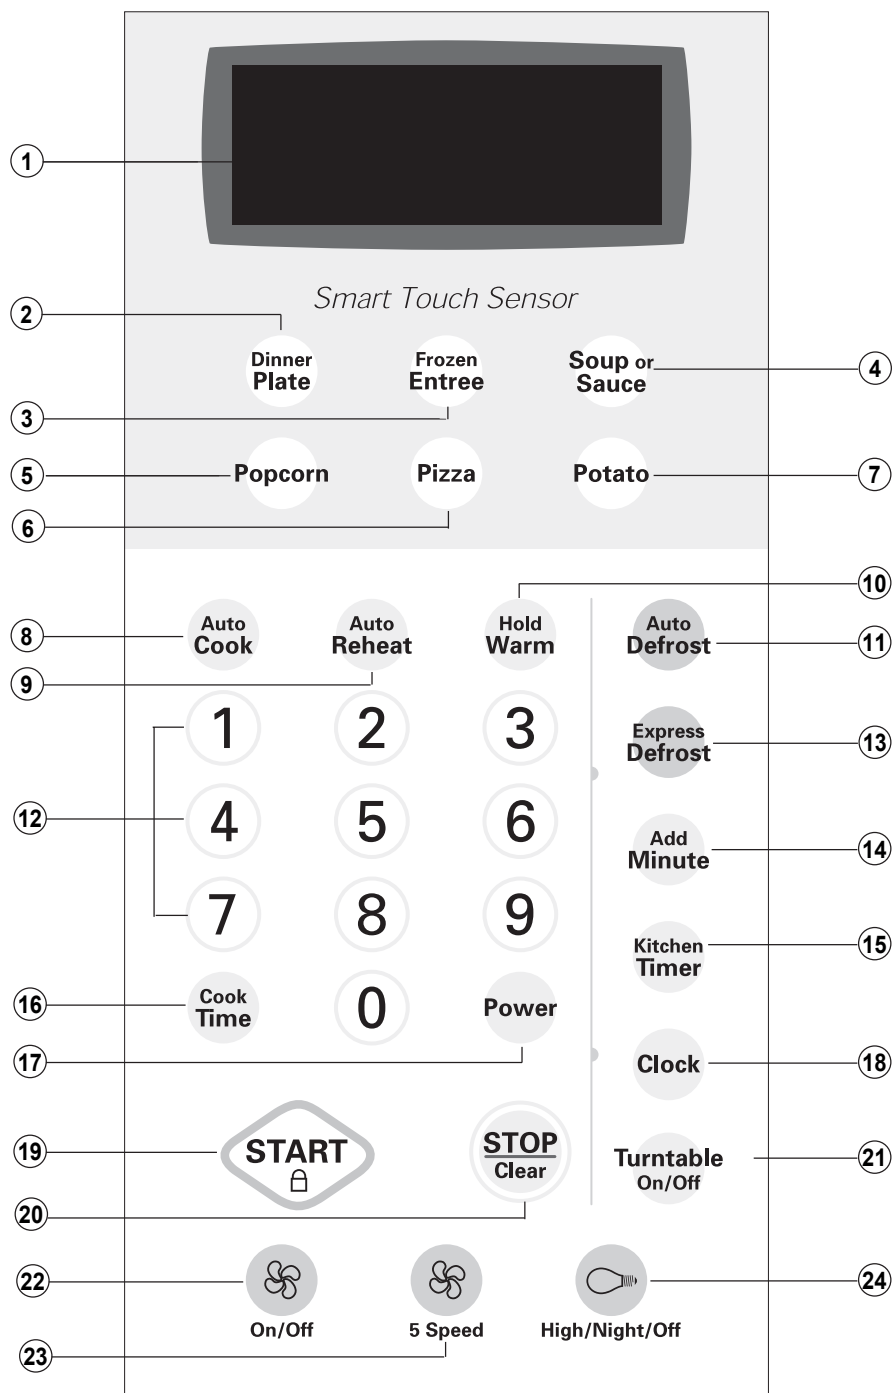 1
Smart Touch Sensor
2
Dinner
Plate
Frozen
Entree
Soup or
Sauce
4
3
5
Popcorn
Pizza
Potato
7
6
10
8
Auto
Cook
Auto
Reheat
Hold
Warm
Auto
Defrost
11
9
1
2
3
Express
Defrost
13
12
4
5
6
Add
Minute
14
7
8
9
Kitchen
Timer
15
16
Cook
Time
0
Power
17
Clock
18
19
START
STOP
Clear
Turntable
On/Off
21
20
22
On/Off
5 Speed
High/Night/Off
24
23